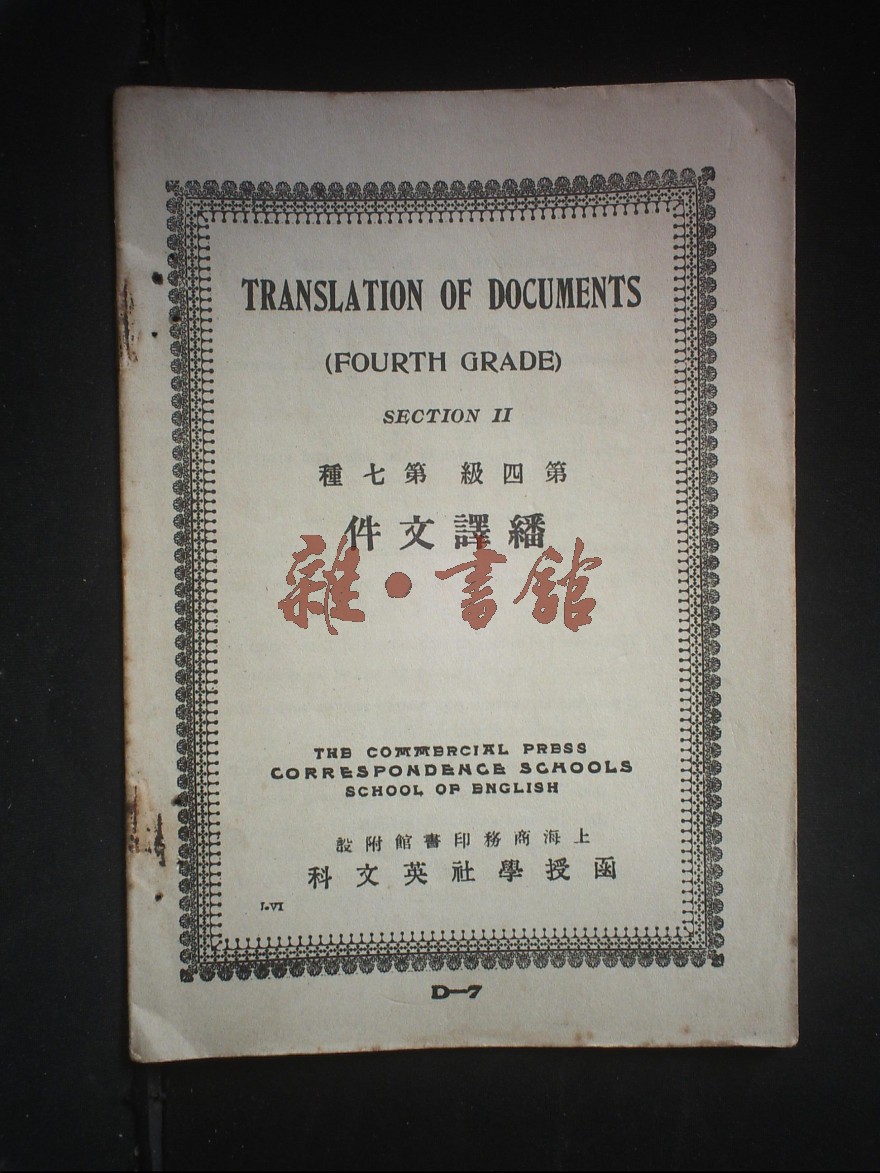 TRANSLATION OF DOCUMENTS
(FOURTH GRADE)
SECTION II
第四級 第七種
繙譯文件
雜·書館
THE COMMERCIAL PRESS
CORRESPONDENCE SCHOOLS
SCHOOL OF ENGLISH
上海商務印書館附設
函授學社英文科
I-VI
D—7